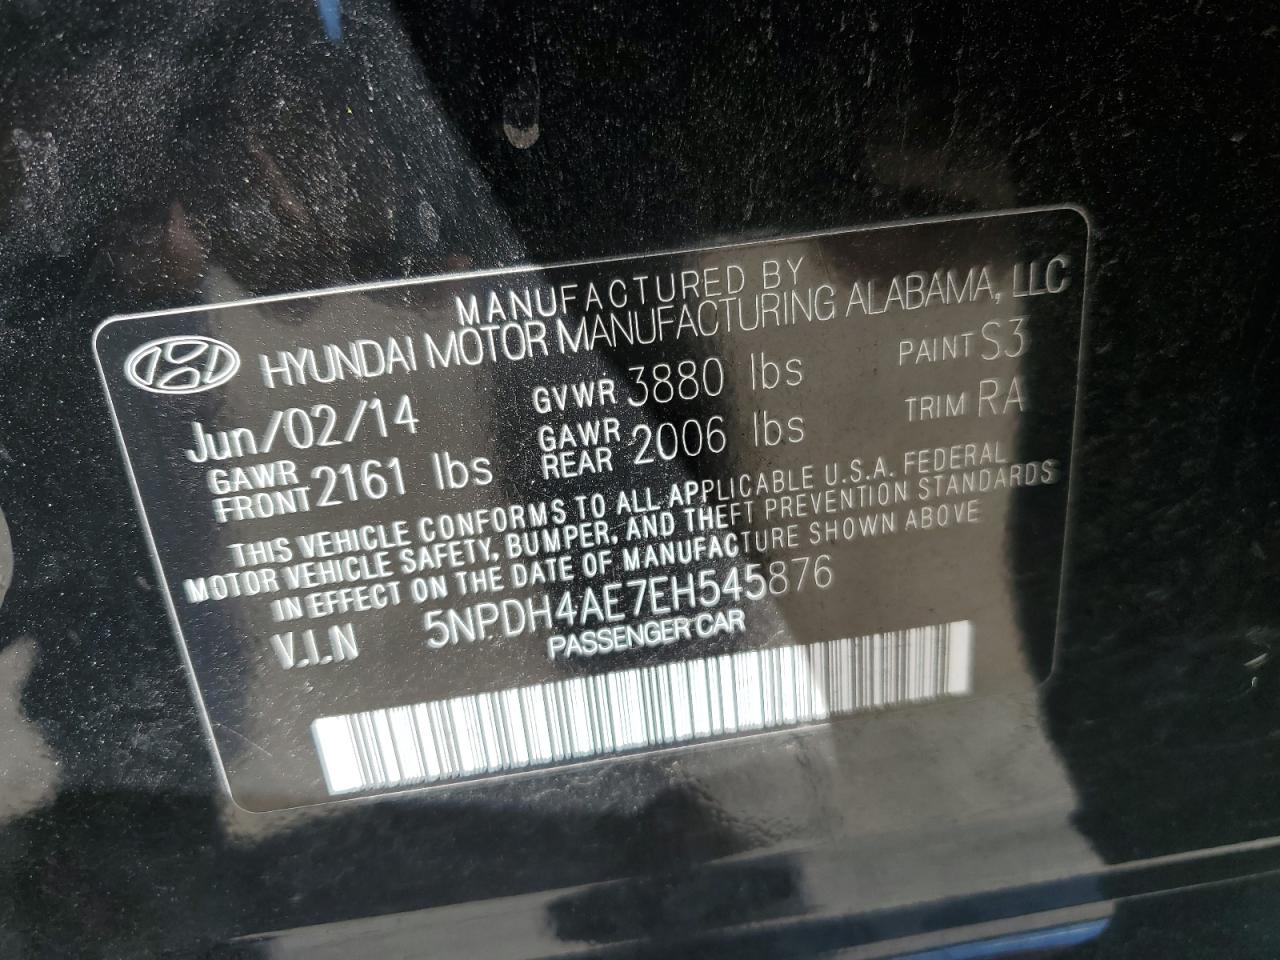 MANUFACTURED BY
HYUNDAI MOTOR MANUFACTURING ALABAMA, LLC
Jun/02/14 GVWR 3880 lbs PAINT S3
GAWR FRONT 2161 lbs GAWR REAR 2006 lbs TRIM RA
THIS VEHICLE CONFORMS TO ALL APPLICABLE U.S.A. FEDERAL
MOTOR VEHICLE SAFETY, BUMPER, AND THEFT PREVENTION STANDARDS
IN EFFECT ON THE DATE OF MANUFACTURE SHOWN ABOVE
V.I.N 5NPDH4AE7EH545876
PASSENGER CAR